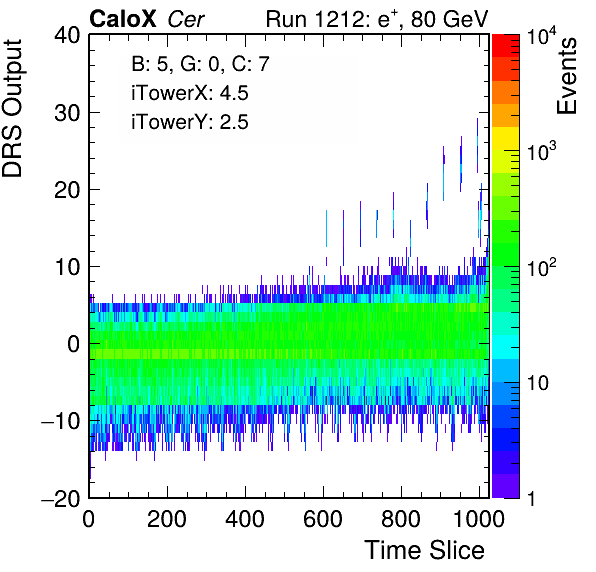 CaloX Cer Run 1212: e+, 80 GeV
B: 5, G: 0, C: 7
iTowerX: 4.5
iTowerY: 2.5
DRS Output
40
30
20
10
0
−10
−20
0 200 400 600 800 1000
Time Slice
10^4
10^3
10^2
10
1
Events